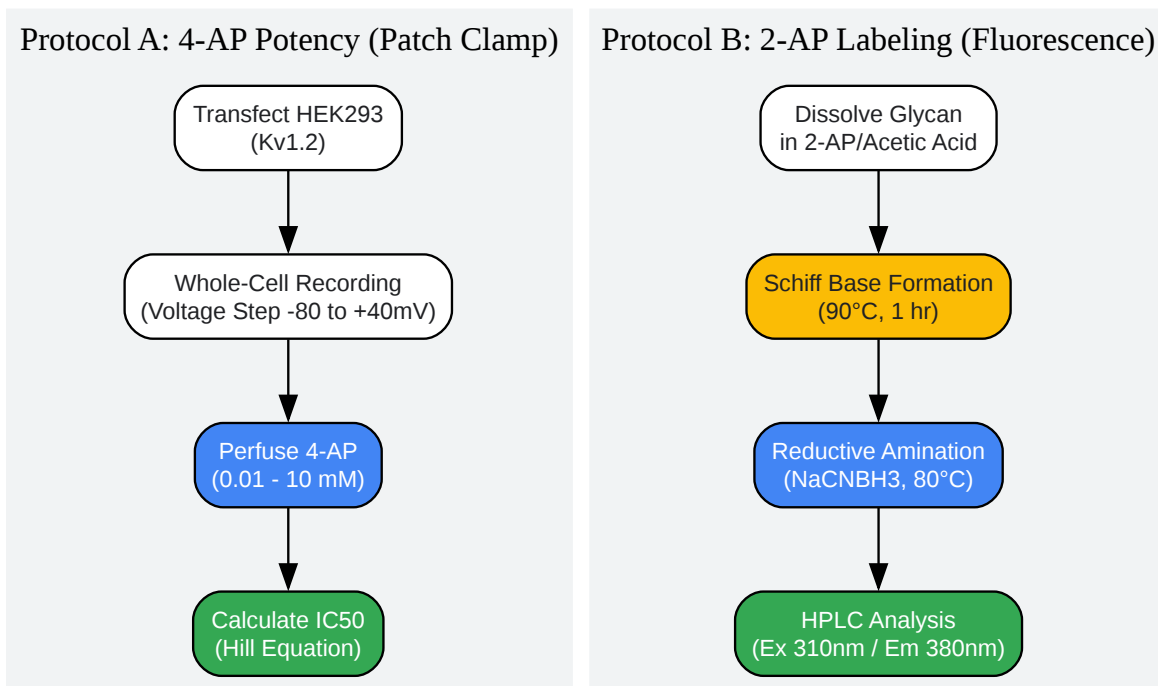 Protocol A: 4-AP Potency (Patch Clamp)
Transfect HEK293
(Kv1.2)
Whole-Cell Recording
(Voltage Step -80 to +40mV)
Perfuse 4-AP
(0.01 - 10 mM)
Calculate IC50
(Hill Equation)
Protocol B: 2-AP Labeling (Fluorescence)
Dissolve Glycan
in 2-AP/Acetic Acid
Schiff Base Formation
(90°C, 1 hr)
Reductive Amination
(NaCNBH3, 80°C)
HPLC Analysis
(Ex 310nm / Em 380nm)